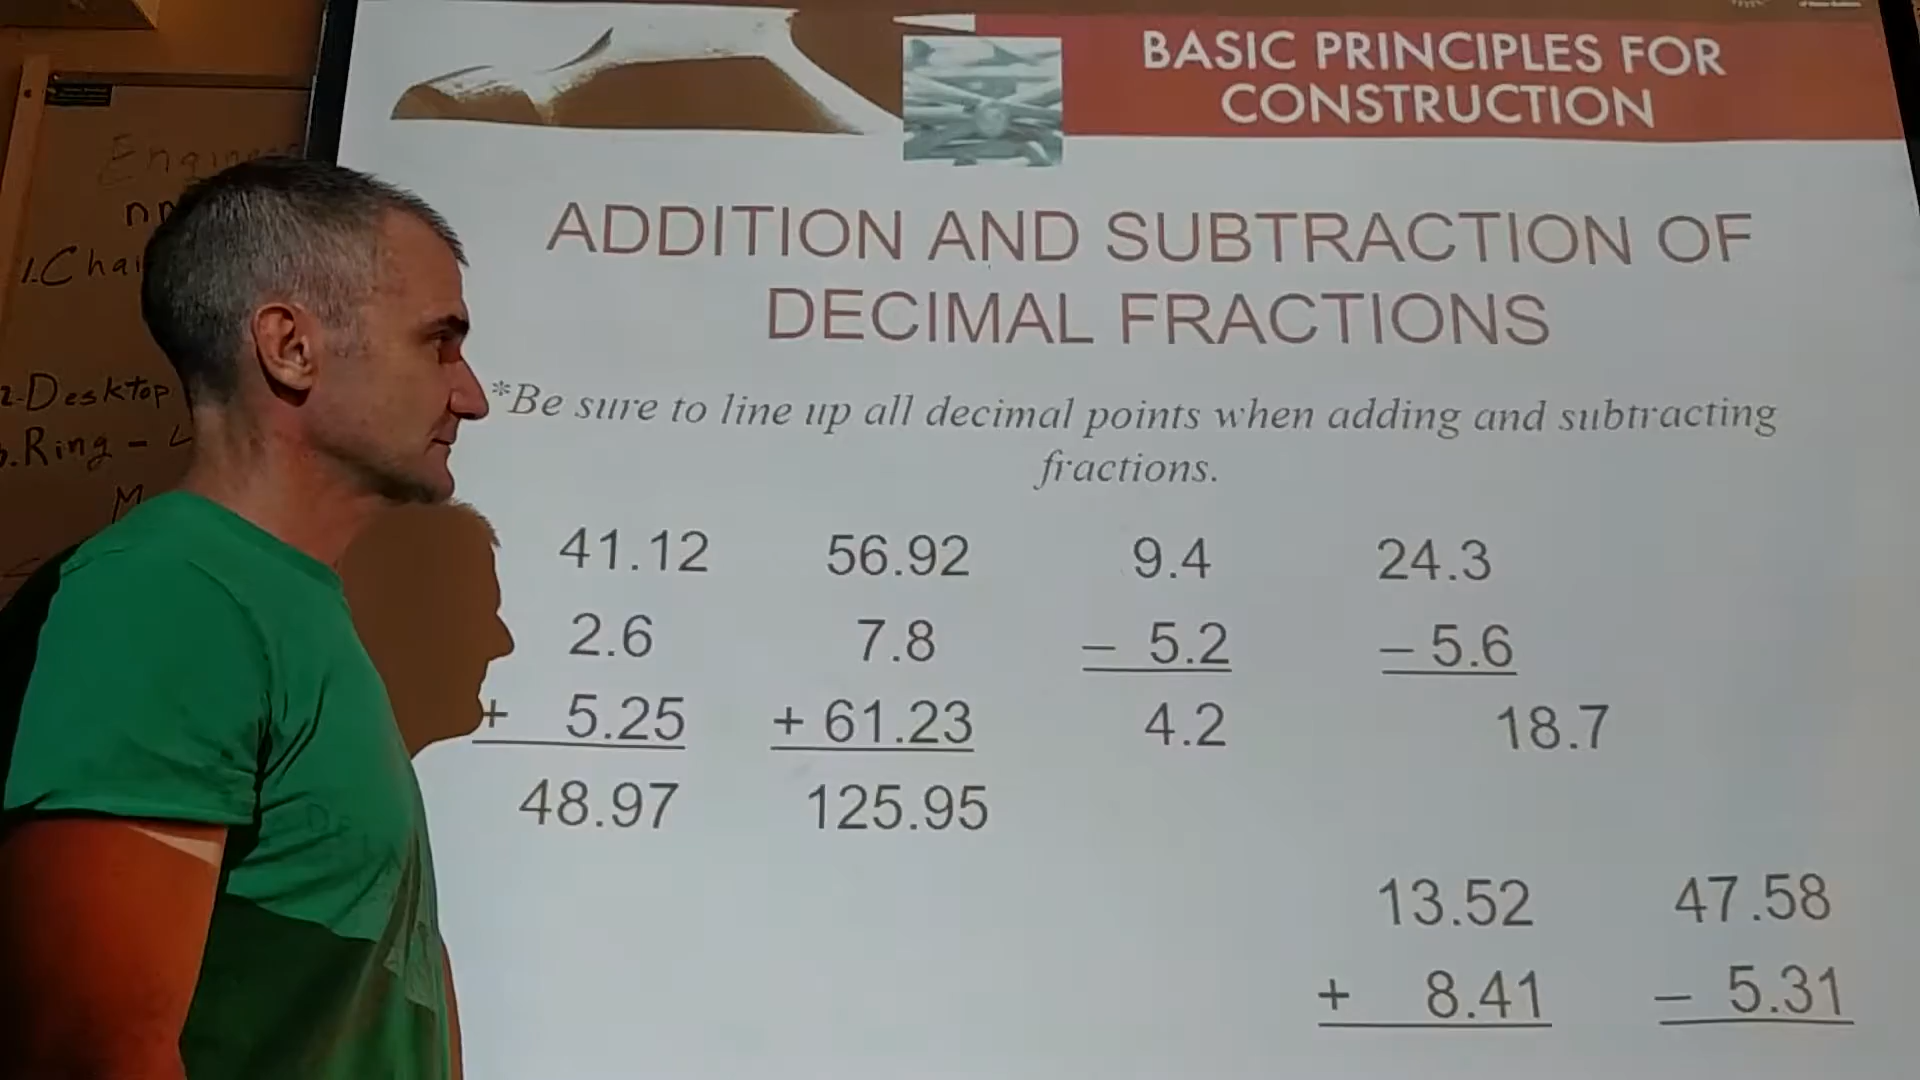 BASIC PRINCIPLES FOR
CONSTRUCTION
ADDITION AND SUBTRACTION OF
DECIMAL FRACTIONS
*Be sure to line up all decimal points when adding and subtracting
fractions.
41.12
2.6
+ 5.25
48.97
56.92
7.8
+ 61.23
125.95
9.4
– 5.2
4.2
24.3
– 5.6
18.7
13.52
+ 8.41
47.58
– 5.31
1.Chai
2-Desktop
.Ring -
M